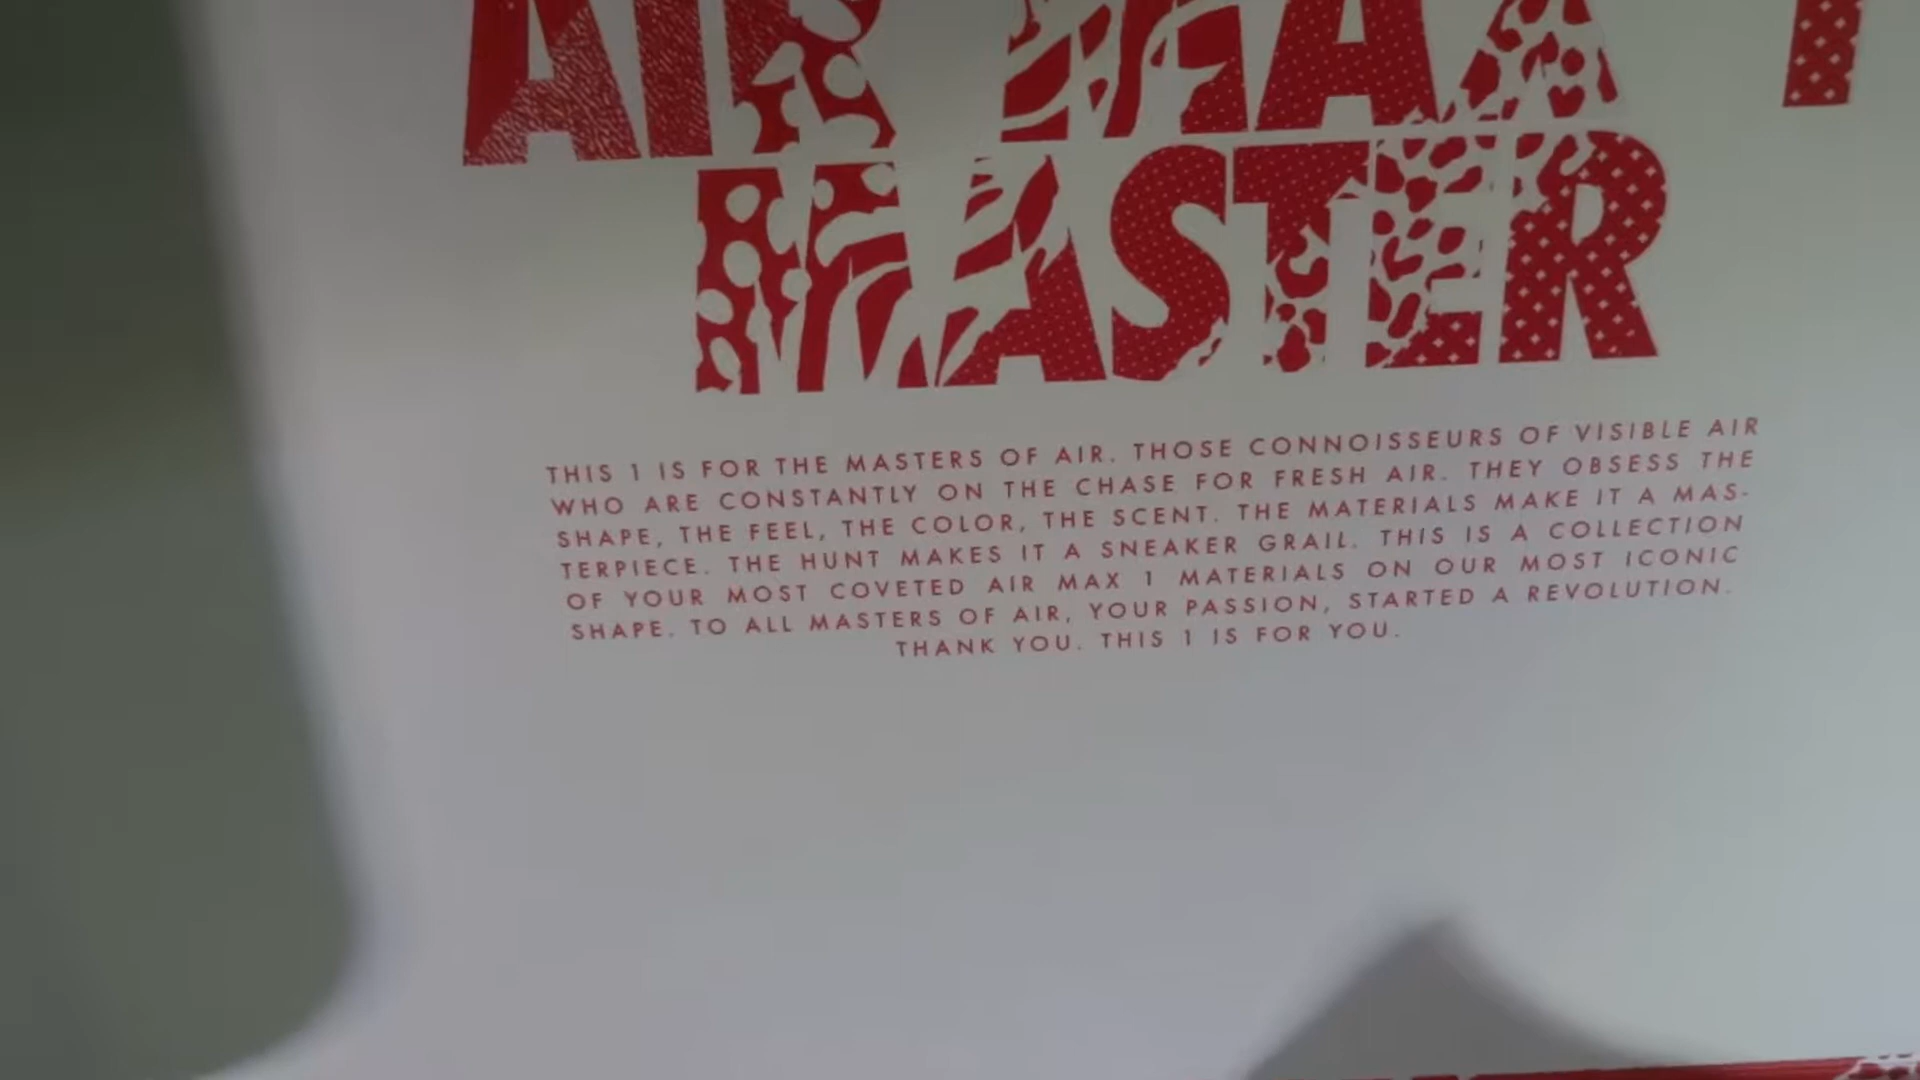 AIR MAX 1
MASTER
THIS 1 IS FOR THE MASTERS OF AIR. THOSE CONNOISSEURS OF VISIBLE AIR
WHO ARE CONSTANTLY ON THE CHASE FOR FRESH AIR. THEY OBSESS THE
SHAPE, THE FEEL, THE COLOR, THE SCENT. THE MATERIALS MAKE IT A MAS-
TERPIECE. THE HUNT MAKES IT A SNEAKER GRAIL. THIS IS A COLLECTION
OF YOUR MOST COVETED AIR MAX 1 MATERIALS ON OUR MOST ICONIC
SHAPE. TO ALL MASTERS OF AIR, YOUR PASSION, STARTED A REVOLUTION.
THANK YOU. THIS 1 IS FOR YOU.